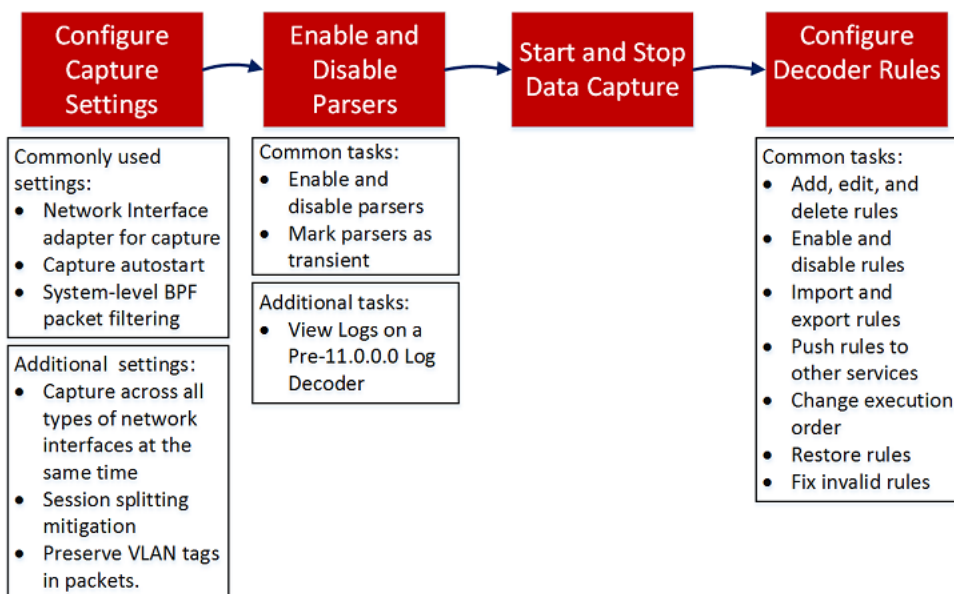 Configure
Capture
Settings
Enable and
Disable
Parsers
Start and Stop
Data Capture
Configure
Decoder Rules
Commonly used
settings:
• Network Interface
adapter for capture
• Capture autostart
• System-level BPF
packet filtering
Additional settings:
• Capture across all
types of network
interfaces at the
same time
• Session splitting
mitigation
• Preserve VLAN tags
in packets.
Common tasks:
• Enable and
disable parsers
• Mark parsers as
transient
Additional tasks:
• View Logs on a
Pre-11.0.0.0 Log
Decoder
Common tasks:
• Add, edit, and
delete rules
• Enable and
disable rules
• Import and
export rules
• Push rules to
other services
• Change execution
order
• Restore rules
• Fix invalid rules